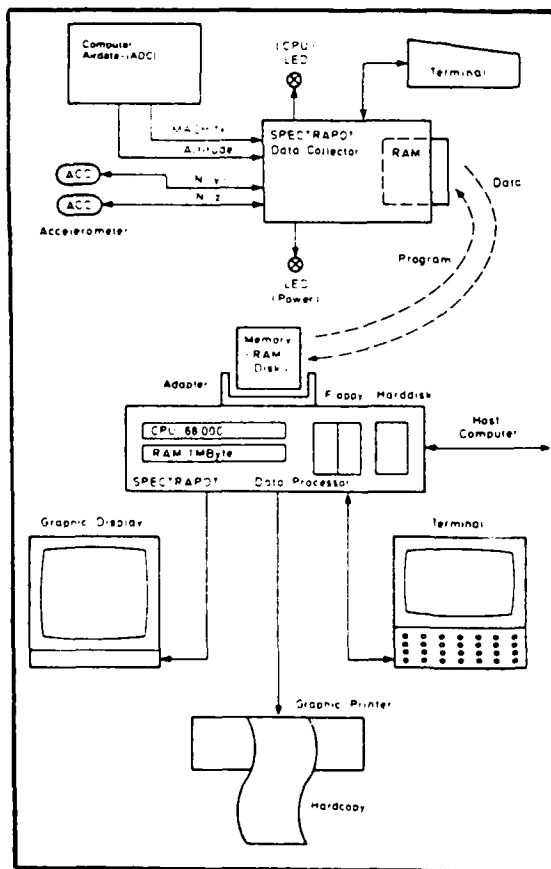 Computer
Airdata-(ADC)
(CPU)
LED
Terminal
MACH
Altitude
SPECTRAPOT
Data Collector
RAM
Data
ACC
ACC
Accelerometer
Program
LED
(Power)
Memory
RAM
Disk
Adapter
Floppy
Harddisk
CPU 68 000
RAM 1 MByte
SPECTRAPOT
Data Processor
Host
Computer
Graphic Display
Terminal
Graphic Printer
Hardcopy